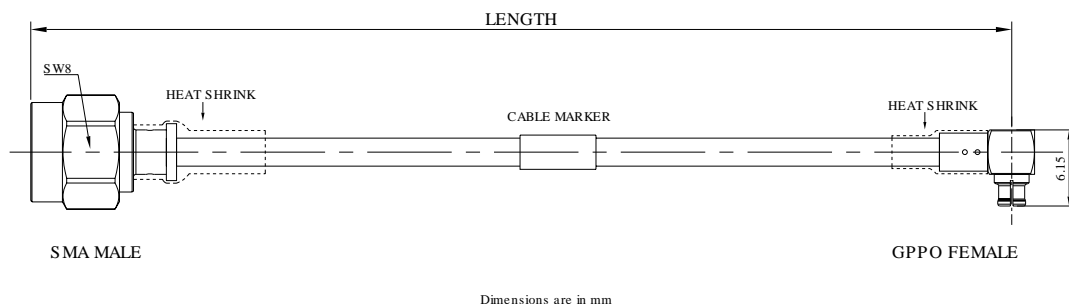 LENGTH
SW8
HEAT SHRINK
CABLE MARKER
HEAT SHRINK
6.15
SMA MALE
GPPO FEMALE
Dimensions are in mm